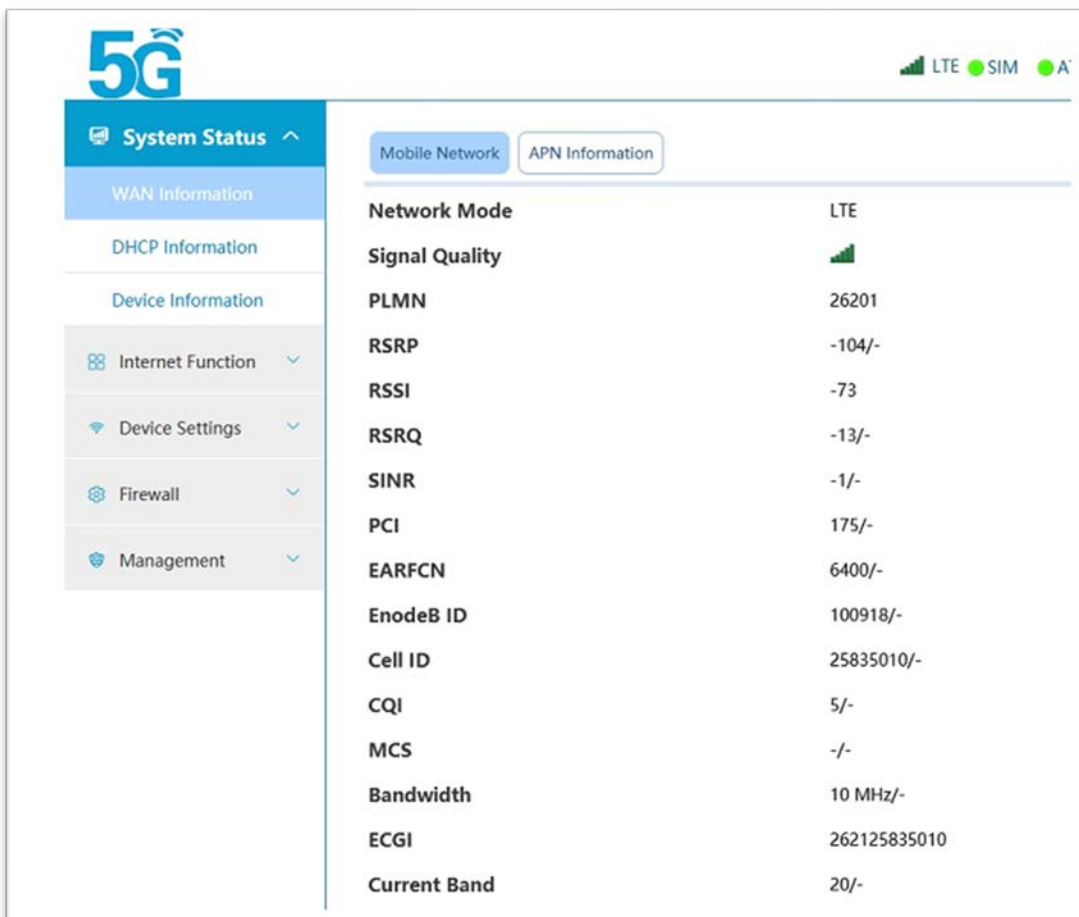 5G
LTE SIM
System Status
Mobile Network APN Information
WAN Information
Network Mode LTE
DHCP Information
Signal Quality
Device Information
PLMN 26201
RSRP -104/-
Internet Function
RSSI -73
Device Settings
RSRQ -13/-
SINR -1/-
Firewall
PCI 175/-
Management
EARFCN 6400/-
EnodeB ID 100918/-
Cell ID 25835010/-
CQI 5/-
MCS -/-
Bandwidth 10 MHz/-
ECGI 262125835010
Current Band 20/-